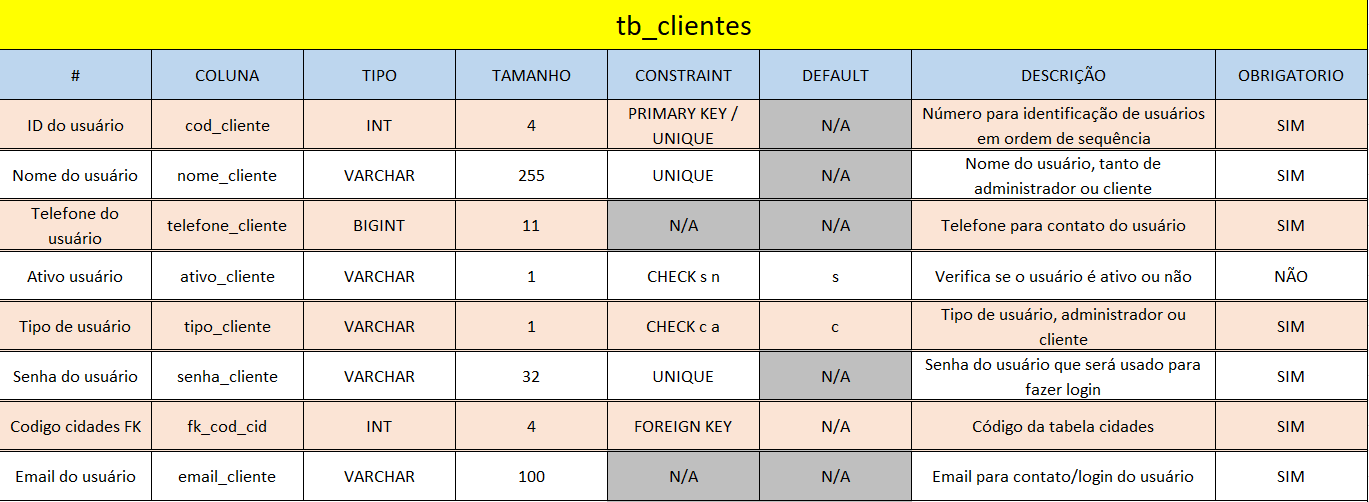 tb_clientes
# COLUNA TIPO TAMANHO CONSTRAINT DEFAULT DESCRIÇÃO OBRIGATORIO
ID do usuário cod_cliente INT 4 PRIMARY KEY / UNIQUE N/A Número para identificação de usuários em ordem de sequência SIM
Nome do usuário nome_cliente VARCHAR 255 UNIQUE N/A Nome do usuário, tanto de administrador ou cliente SIM
Telefone do usuário telefone_cliente BIGINT 11 N/A N/A Telefone para contato do usuário SIM
Ativo usuário ativo_cliente VARCHAR 1 CHECK s n s Verifica se o usuário é ativo ou não NÃO
Tipo de usuário tipo_cliente VARCHAR 1 CHECK c a c Tipo de usuário, administrador ou cliente SIM
Senha do usuário senha_cliente VARCHAR 32 UNIQUE N/A Senha do usuário que será usado para fazer login SIM
Codigo cidades FK fk_cod_cid INT 4 FOREIGN KEY N/A Código da tabela cidades SIM
Email do usuário email_cliente VARCHAR 100 N/A N/A Email para contato/login do usuário SIM